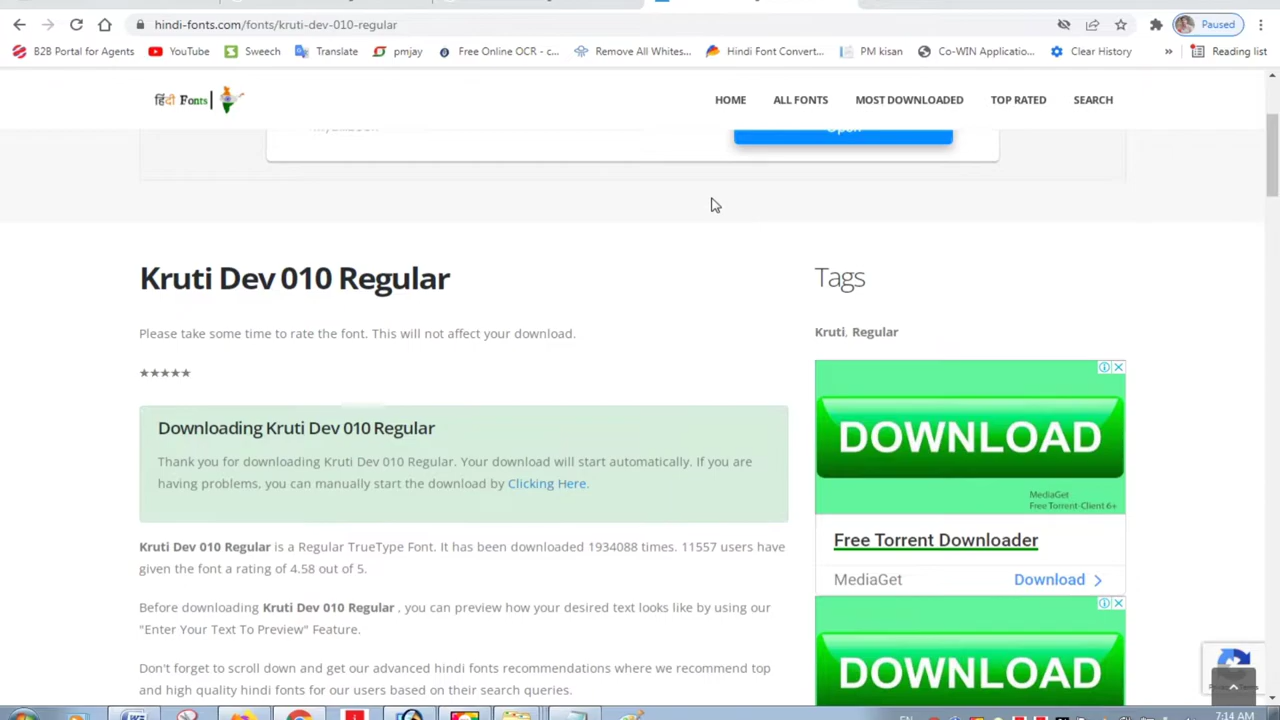 hindi-fonts.com/fonts/kruti-dev-010-regular
Paused
B2B Portal for Agents
YouTube
Sweech
Translate
pmjay
Free Online OCR - c...
Remove All Whites...
Hindi Font Convert...
PM kisan
Co-WIN Applicatio...
Clear History
»
Reading list
हिंदी Fonts
HOME
ALL FONTS
MOST DOWNLOADED
TOP RATED
SEARCH
Open
Kruti Dev 010 Regular
Tags
Please take some time to rate the font. This will not affect your download.
Kruti, Regular
★★★★★
Downloading Kruti Dev 010 Regular
Thank you for downloading Kruti Dev 010 Regular. Your download will start automatically. If you are
having problems, you can manually start the download by Clicking Here.
DOWNLOAD
MediaGet
Free Torrent-Client 6+
Kruti Dev 010 Regular is a Regular TrueType Font. It has been downloaded 1934088 times. 11557 users have
given the font a rating of 4.58 out of 5.
Free Torrent Downloader
MediaGet
Download
Before downloading Kruti Dev 010 Regular , you can preview how your desired text looks like by using our
"Enter Your Text To Preview" Feature.
Don't forget to scroll down and get our advanced hindi fonts recommendations where we recommend top
and high quality hindi fonts for our users based on their search queries.
DOWNLOAD
EN
7:14 AM